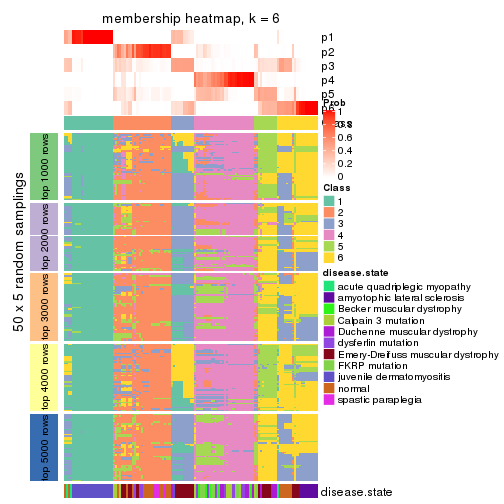 membership heatmap, k = 6
p1
p2
p3
p4
p5
Prob
1
0.8
0.6
0.4
0.2
0
Class
1
2
3
4
5
6
disease.state
acute quadriplegic myopathy
amyotophic lateral sclerosis
Becker muscular dystrophy
Calpain 3 mutation
Duchenne muscular dystrophy
dysferlin mutation
Emery-Dreifuss muscular dystrophy
FKRP mutation
juvenile dermatomyositis
normal
spastic paraplegia
50 x 5 random samplings
top 1000 rows
top 2000 rows
top 3000 rows
top 4000 rows
top 5000 rows
disease.state